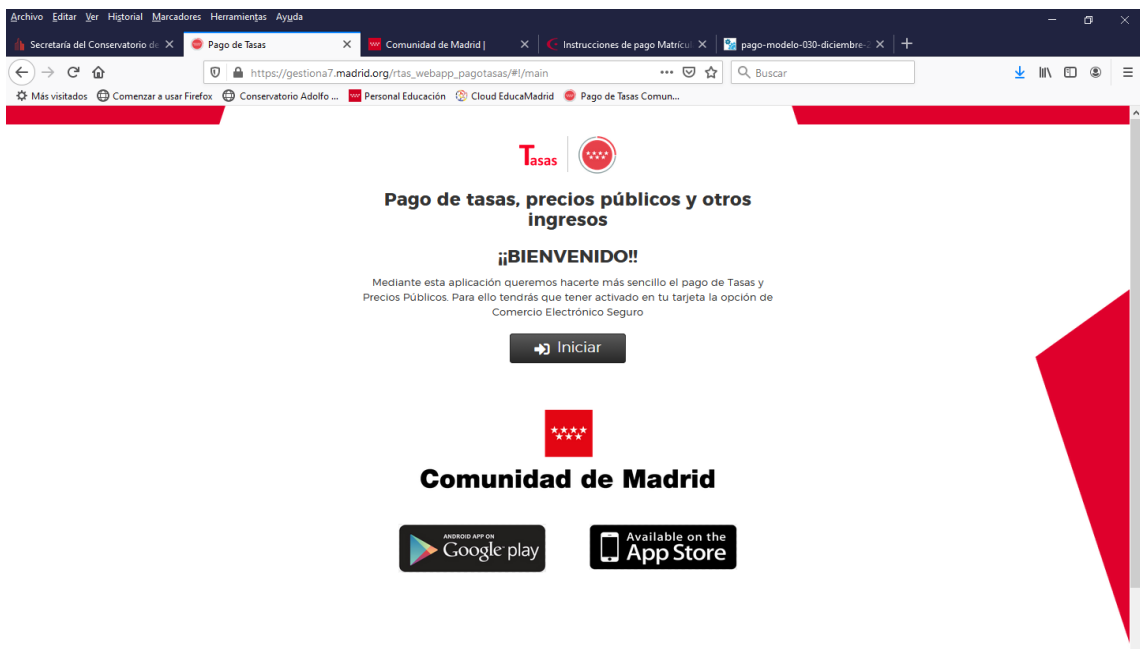 Archivo Editar Ver Historial Marcadores Herramientas Ayuda
Secretaría del Conservatorio de
Pago de Tasas
Comunidad de Madrid |
Instrucciones de pago Matrícul
pago-modelo-030-diciembre-2
https://gestiona7.madrid.org/rtas_webapp_pagotasas/#!/main
Buscar
Más visitados Comenzar a usar Firefox Conservatorio Adolfo ... Personal Educación Cloud EducaMadrid Pago de Tasas Comun...
Tasas
Pago de tasas, precios públicos y otros
ingresos
¡¡BIENVENIDO!!
Mediante esta aplicación queremos hacerte más sencillo el pago de Tasas y
Precios Públicos. Para ello tendrás que tener activado en tu tarjeta la opción de
Comercio Electrónico Seguro
Iniciar
Comunidad de Madrid
ANDROID APP ON
Google play
Available on the
App Store